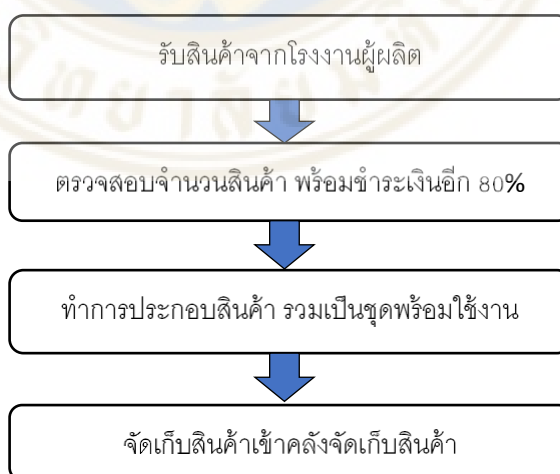 รับสินค้าจากโรงงานผู้ผลิต
ตรวจสอบจำนวนสินค้า พร้อมชำระเงินอีก 80%
ทำการประกอบสินค้า รวมเป็นชุดพร้อมใช้งาน
จัดเก็บสินค้าเข้าคลังจัดเก็บสินค้า